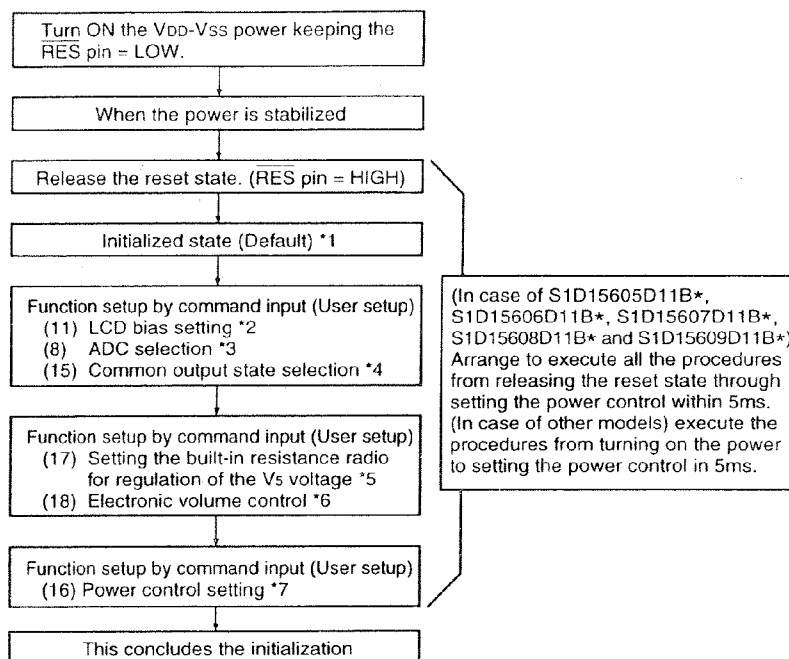 Turn ON the VDD-VSS power keeping the
RES pin = LOW.
When the power is stabilized
Release the reset state. (RES pin = HIGH)
Initialized state (Default) *1
Function setup by command input (User setup)
(11) LCD bias setting *2
(8) ADC selection *3
(15) Common output state selection *4
Function setup by command input (User setup)
(17) Setting the built-in resistance radio
for regulation of the V5 voltage *5
(18) Electronic volume control *6
Function setup by command input (User setup)
(16) Power control setting *7
This concludes the initialization
(In case of S1D15605D11B*,
S1D15606D11B*, S1D15607D11B*,
S1D15608D11B* and S1D15609D11B*)
Arrange to execute all the procedures
from releasing the reset state through
setting the power control within 5ms.
(In case of other models) execute the
procedures from turning on the power
to setting the power control in 5ms.